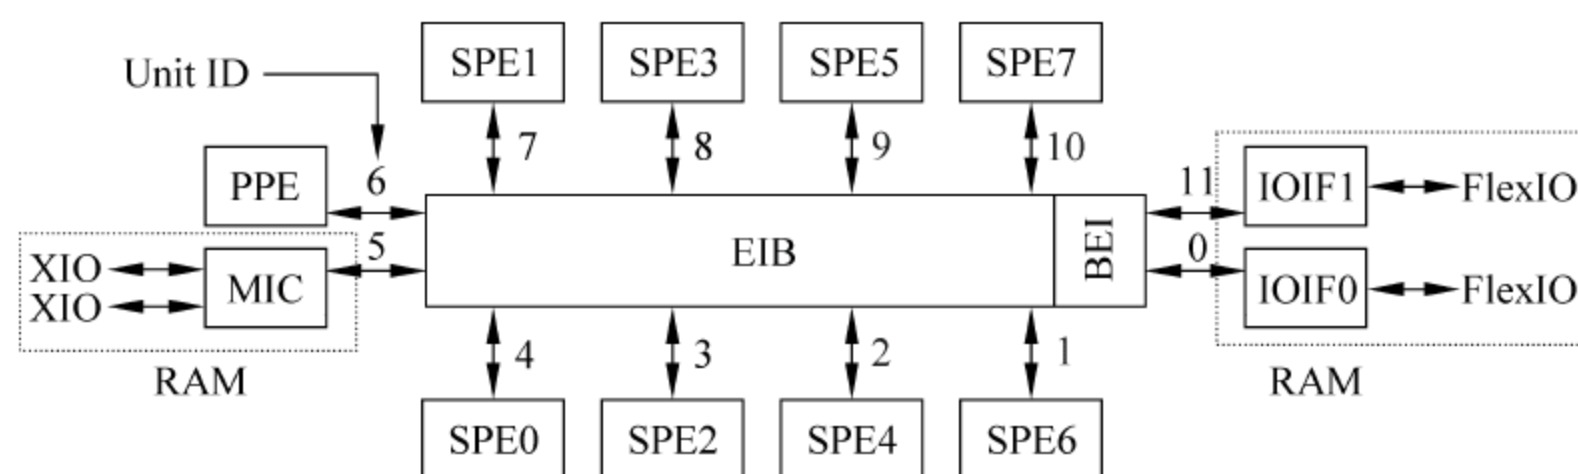 SPE1 SPE3 SPE5 SPE7
Unit ID
7 8 9 10
PPE 6 11 IOIF1 FlexIO
EIB BEI
XIO MIC 5 0 IOIF0 FlexIO
XIO
4 3 2 1
RAM RAM
SPE0 SPE2 SPE4 SPE6